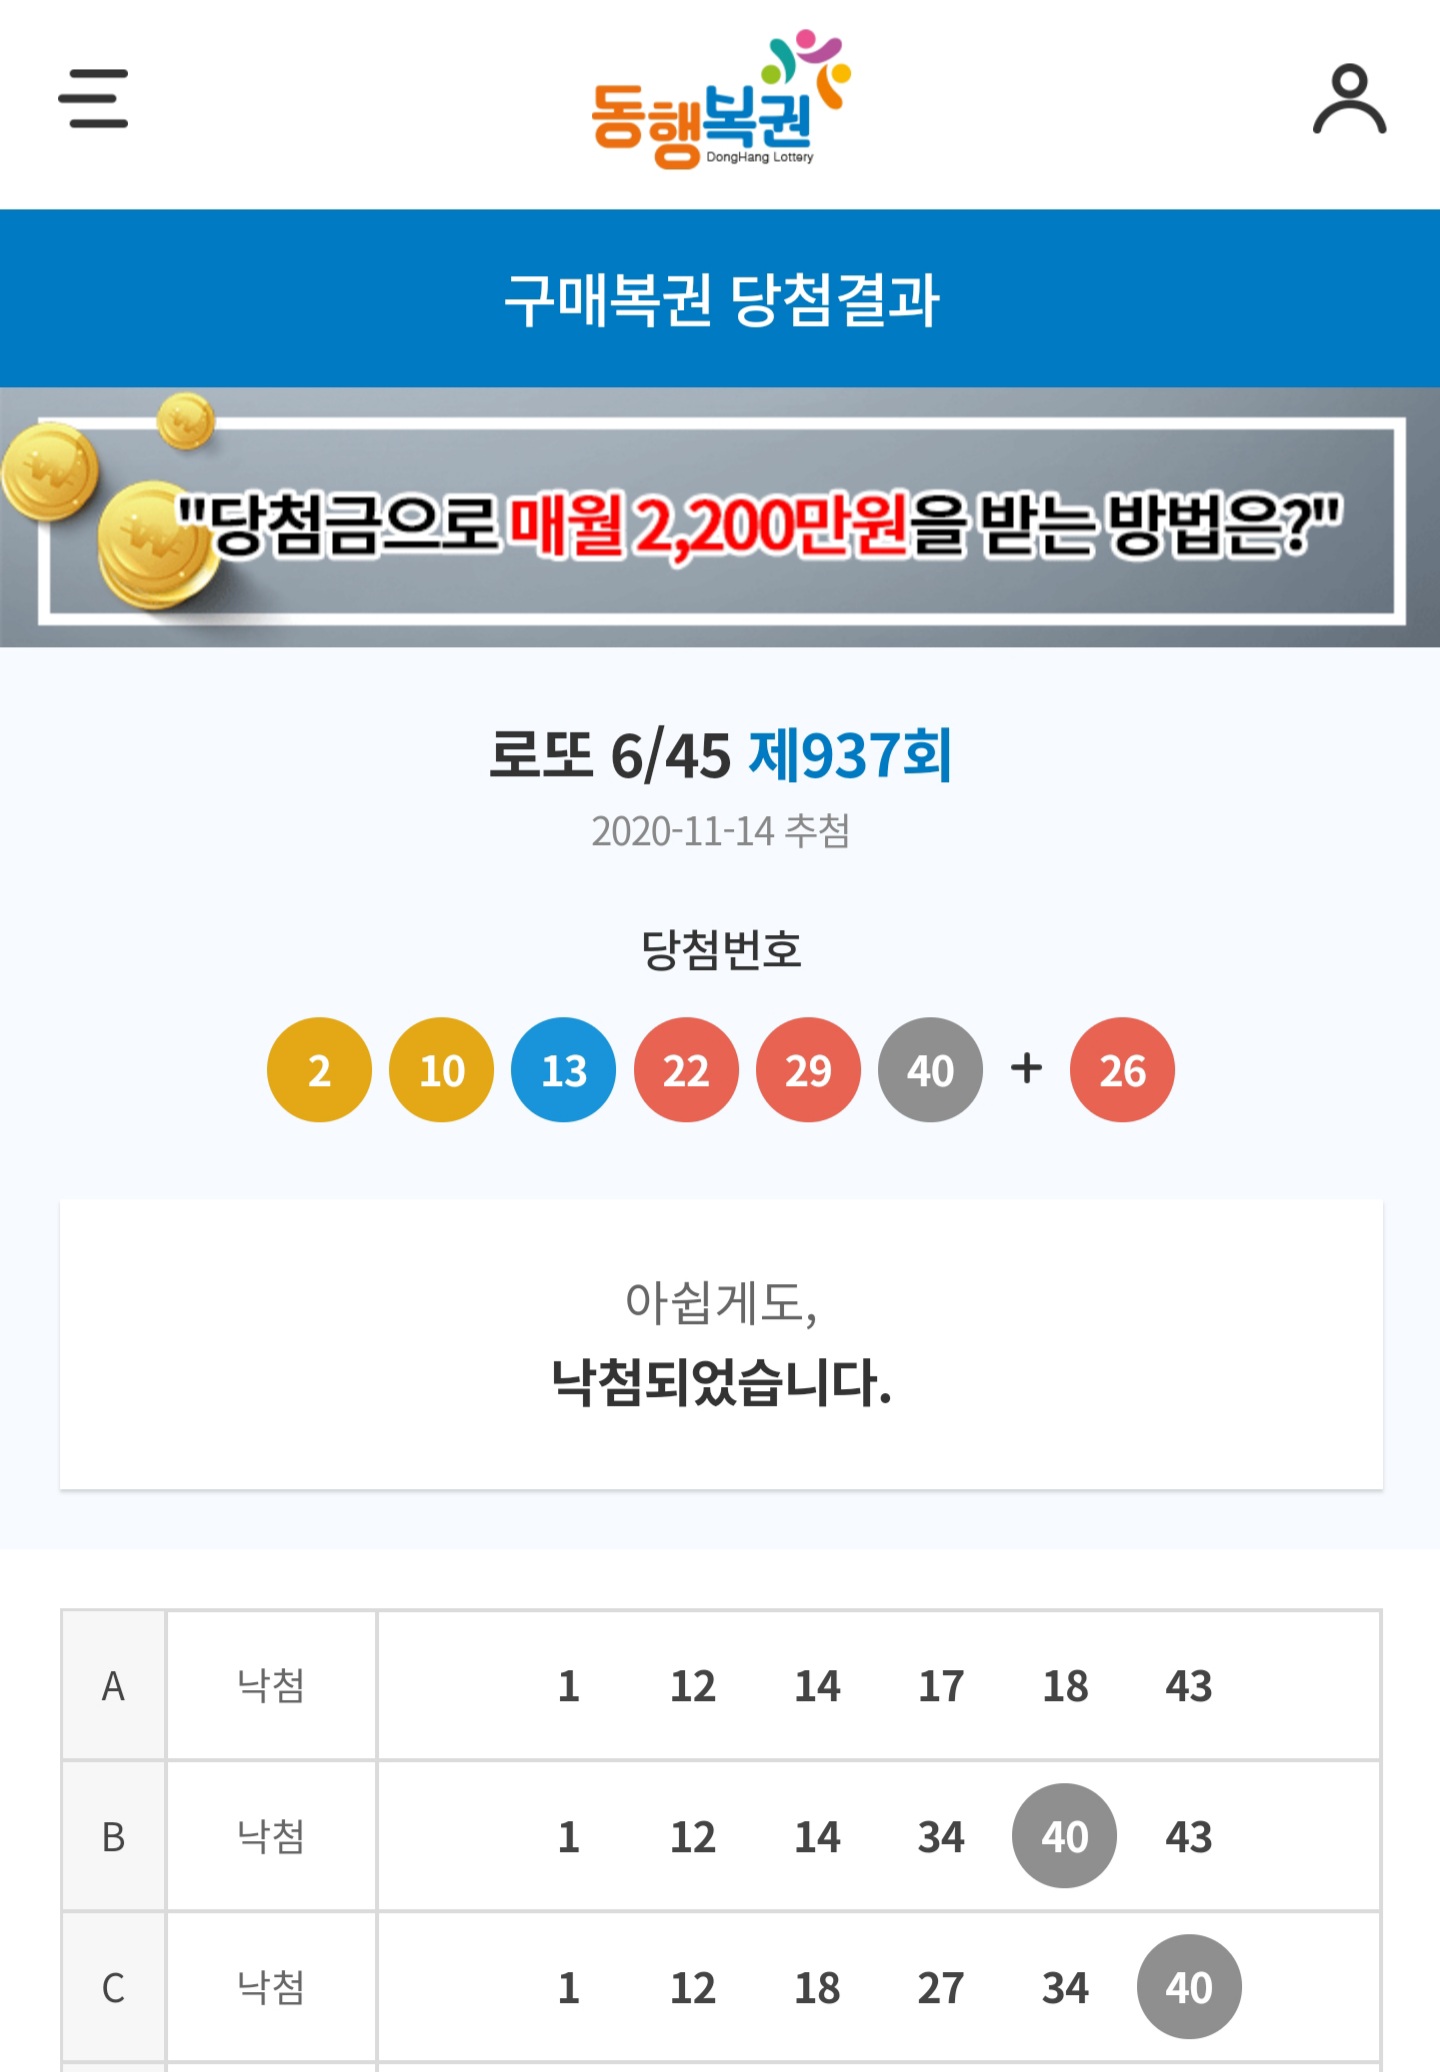 동행복권
DongHang Lottery
구매복권 당첨결과
"당첨금으로 매월 2,200만원을 받는 방법은?"
로또 6/45 제937회
2020-11-14 추첨
당첨번호
2 10 13 22 29 40 + 26
아쉽게도,
낙첨되었습니다.
A 낙첨 1 12 14 17 18 43
B 낙첨 1 12 14 34 40 43
C 낙첨 1 12 18 27 34 40